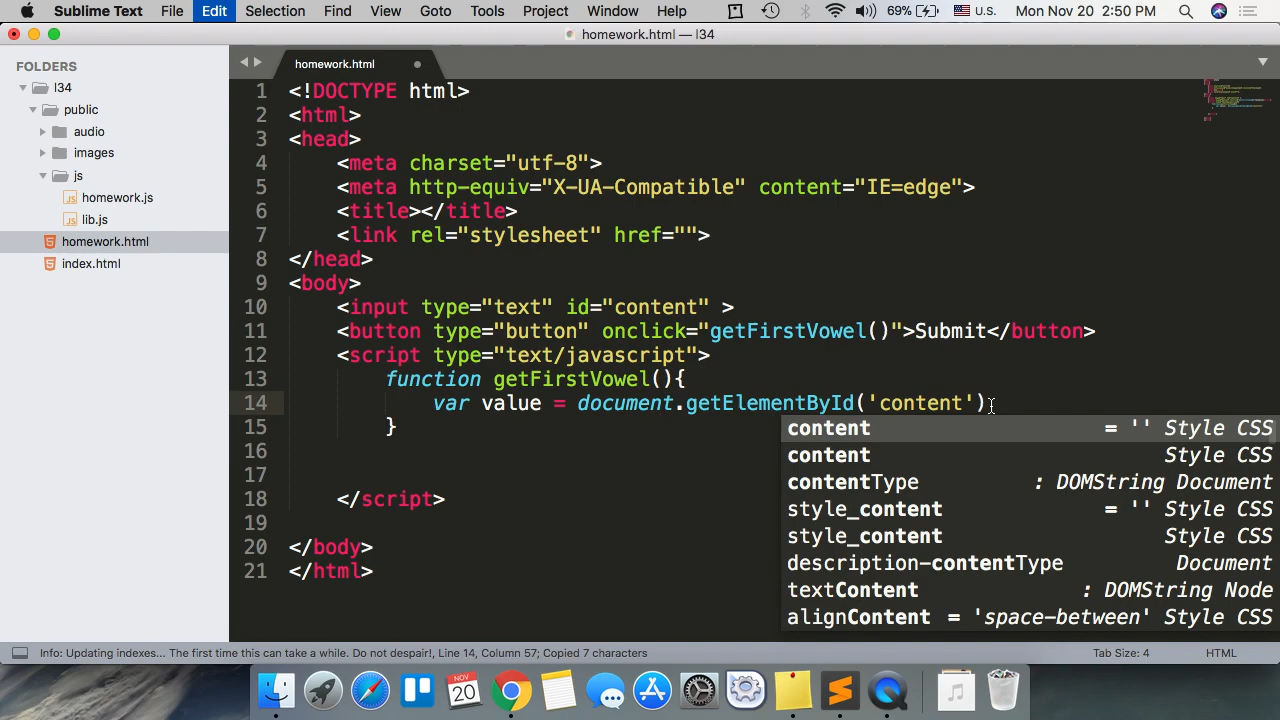 Sublime Text File Edit Selection Find View Goto Tools Project Window Help 69% U.S. Mon Nov 20 2:50 PM
homework.html — l34
FOLDERS
l34
public
audio
images
js
homework.js
lib.js
homework.html
index.html
homework.html
1 <!DOCTYPE html>
2 <html>
3 <head>
4 <meta charset="utf-8">
5 <meta http-equiv="X-UA-Compatible" content="IE=edge">
6 <title></title>
7 <link rel="stylesheet" href="">
8 </head>
9 <body>
10 <input type="text" id="content" >
11 <button type="button" onclick="getFirstVowel()">Submit</button>
12 <script type="text/javascript">
13 function getFirstVowel(){
14 var value = document.getElementById('content')
15 }
16
17
18 </script>
19
20 </body>
21 </html>
content = '' Style CSS
content Style CSS
contentType : DOMString Document
style_content = '' Style CSS
style_content Style CSS
description-contentType Document
textContent : DOMString Node
alignContent = 'space-between' Style CSS
Info: Updating indexes... The first time this can take a while. Do not despair!, Line 14, Column 57; Copied 7 characters Tab Size: 4 HTML
NOV
20